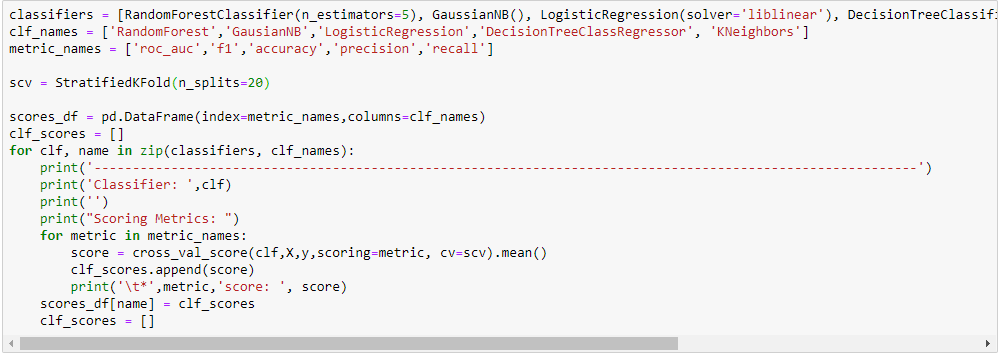 classifiers = [RandomForestClassifier(n_estimators=5), GaussianNB(), LogisticRegression(solver='liblinear'), DecisionTreeClassifi
clf_names = ['RandomForest','GausianNB','LogisticRegression','DecisionTreeClassRegressor', 'KNeighbors']
metric_names = ['roc_auc','f1','accuracy','precision','recall']

scv = StratifiedKFold(n_splits=20)

scores_df = pd.DataFrame(index=metric_names,columns=clf_names)
clf_scores = []
for clf, name in zip(classifiers, clf_names):
    print('-----------------------------------------------------------------------------------------------------------')
    print('Classifier: ',clf)
    print('')
    print("Scoring Metrics: ")
    for metric in metric_names:
        score = cross_val_score(clf,X,y,scoring=metric, cv=scv).mean()
        clf_scores.append(score)
        print('\t*',metric,'score: ', score)
    scores_df[name] = clf_scores
    clf_scores = []